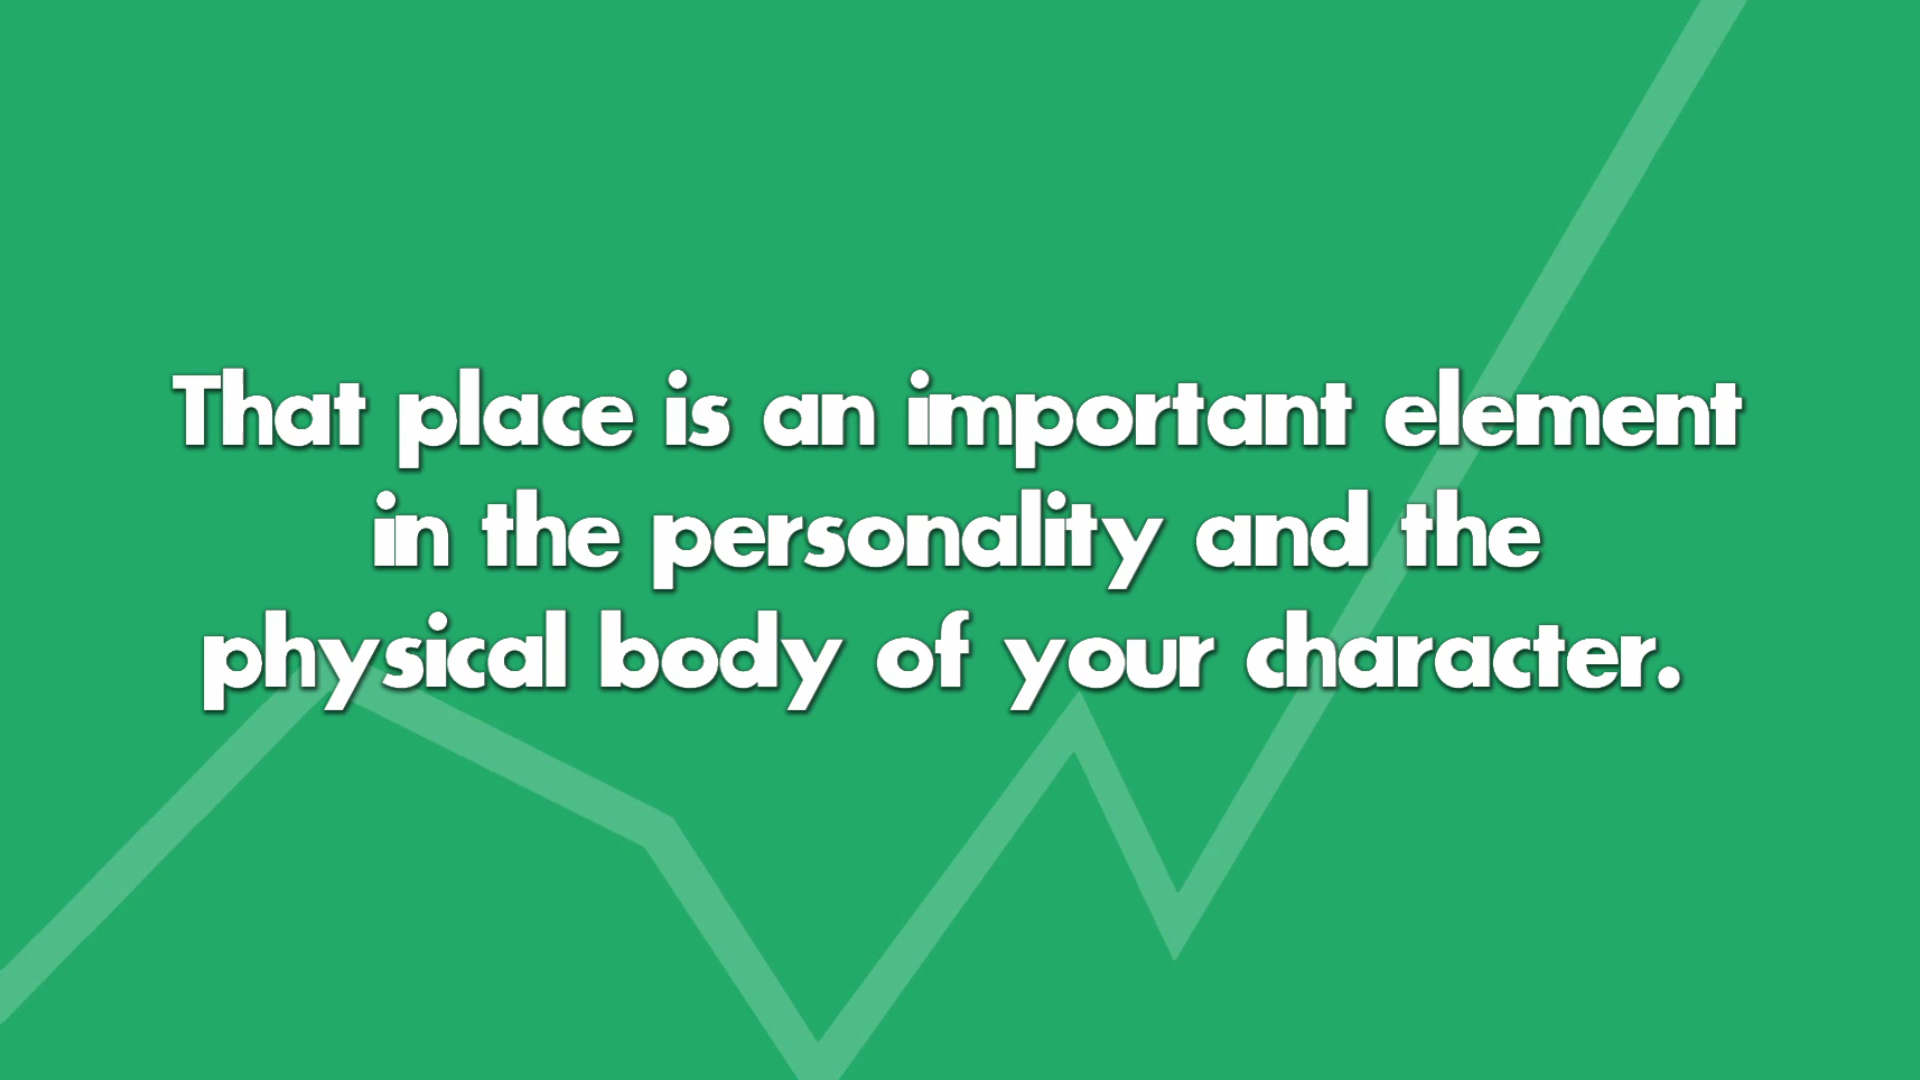 That place is an important element
in the personality and the
physical body of your character.